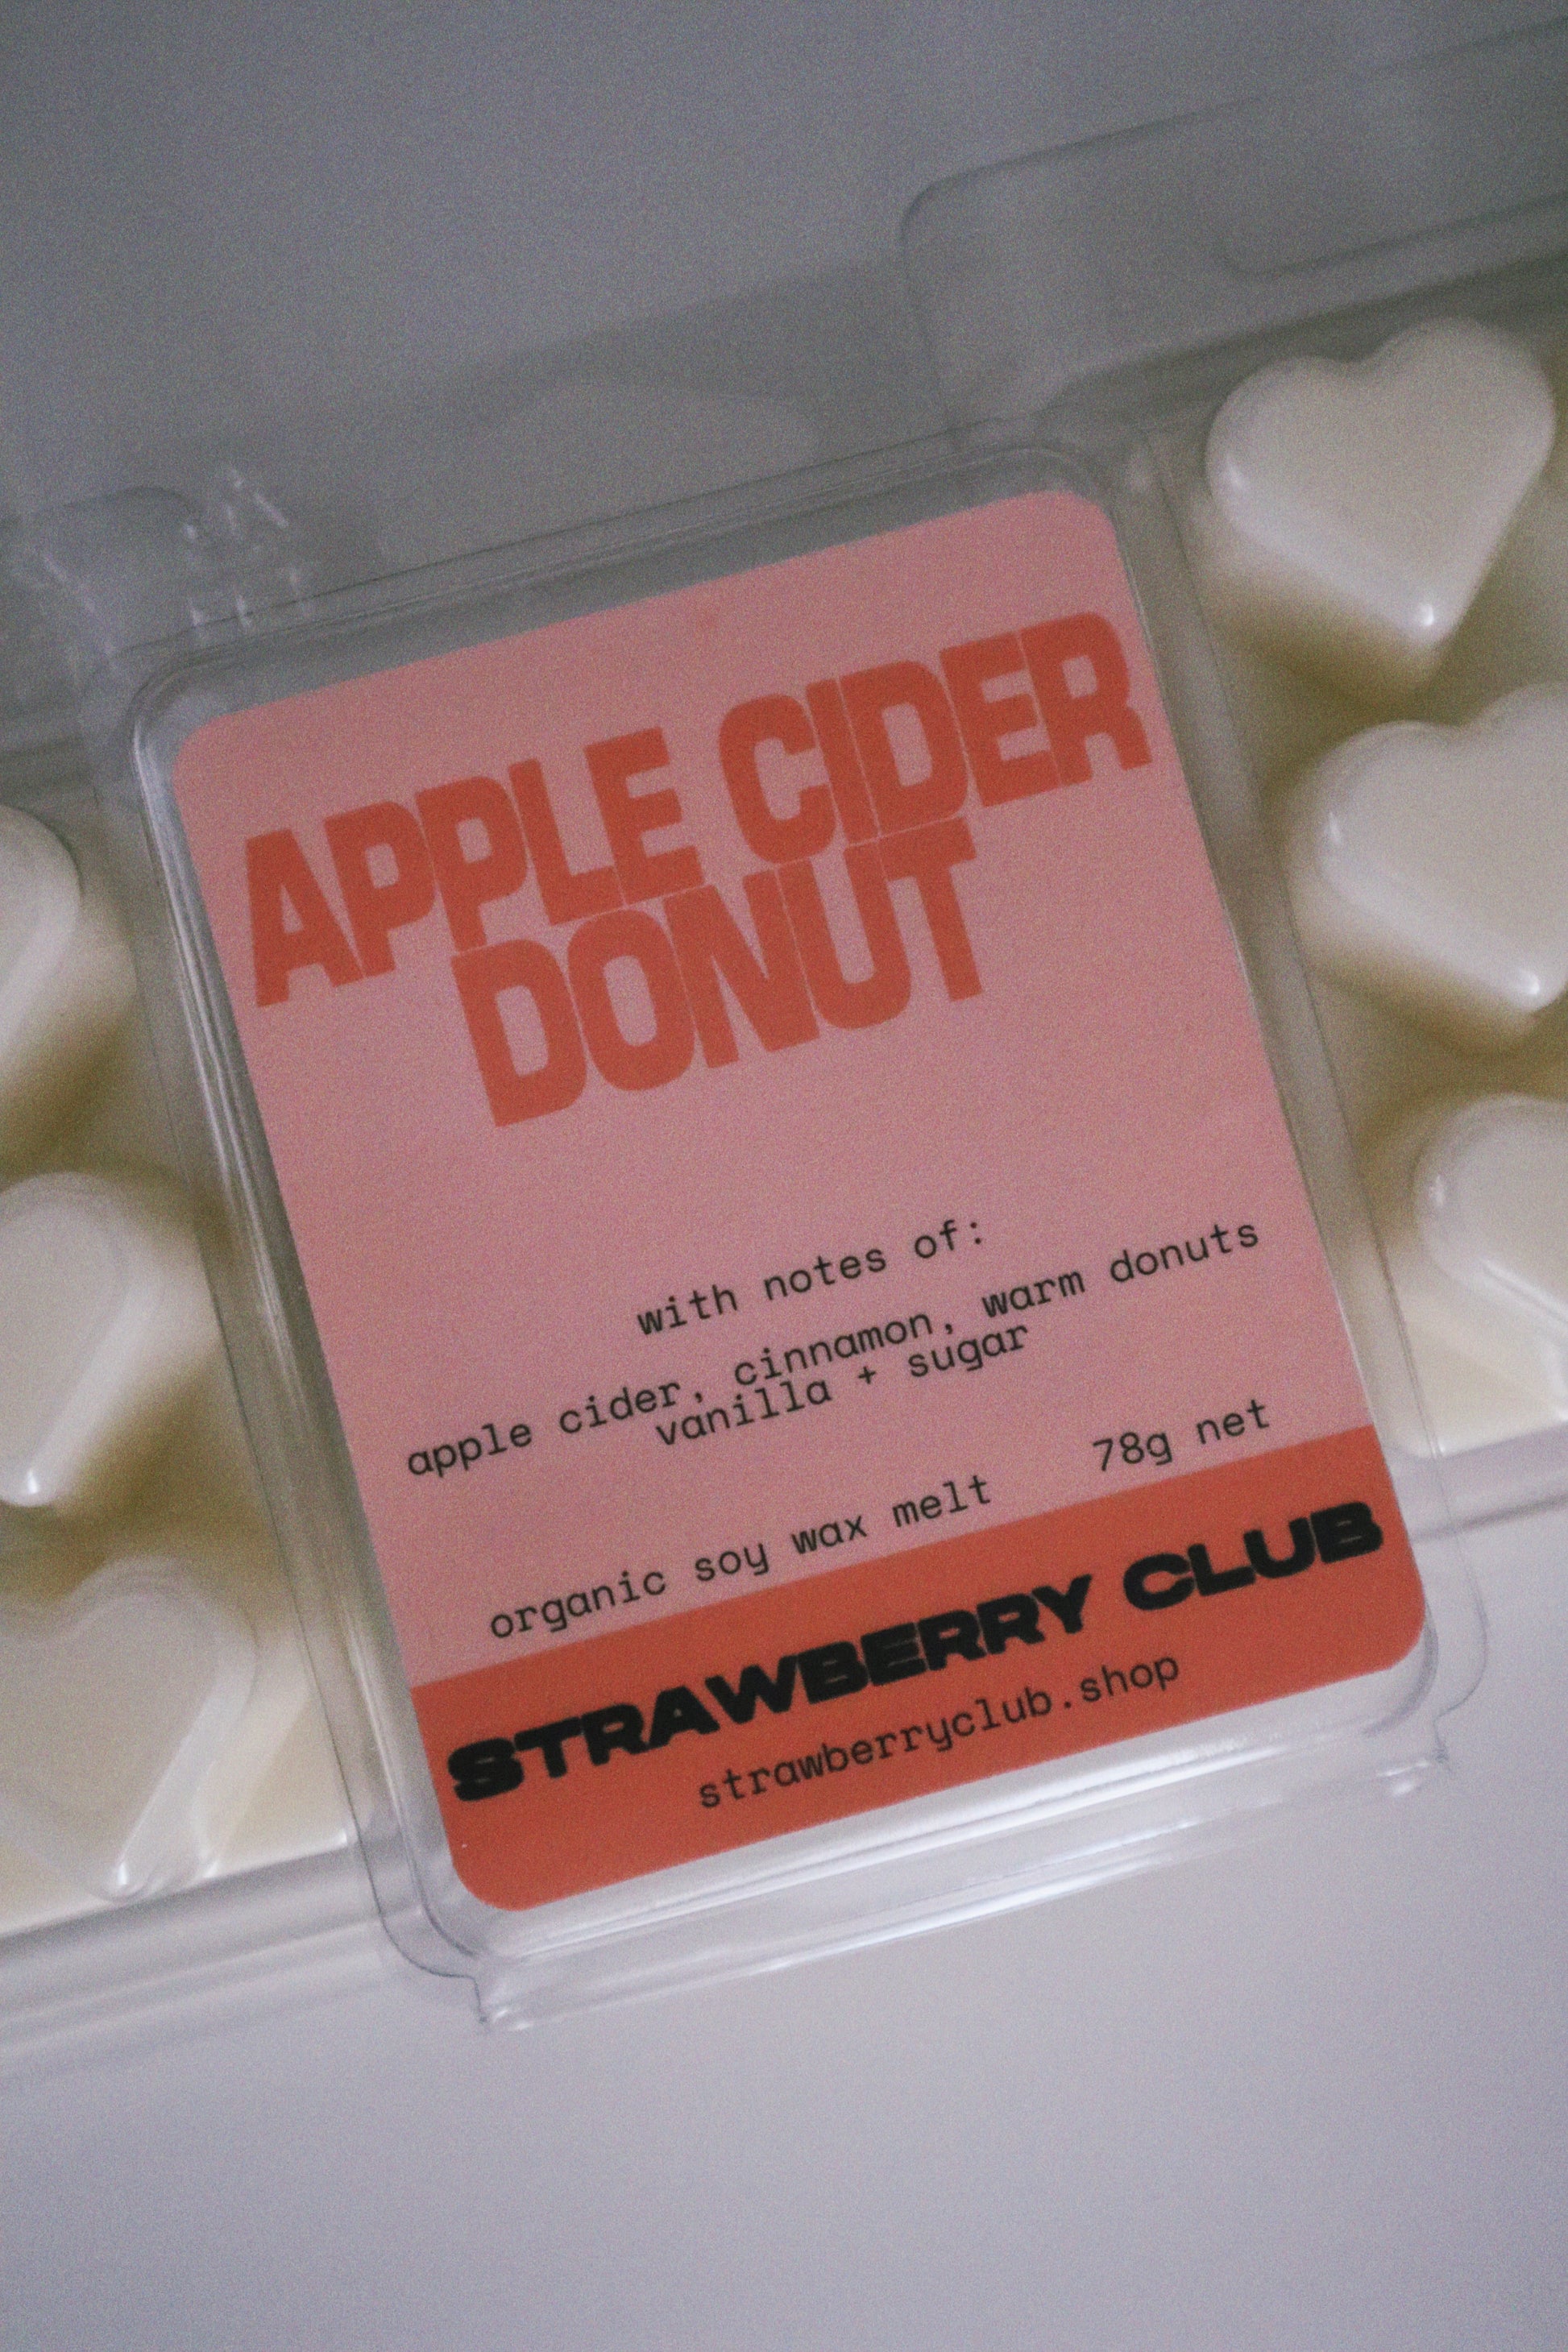 APPLE CIDER
DONUT
with notes of:
apple cider, cinnamon, warm donuts
vanilla + sugar
organic soy wax melt 78g net
STRAWBERRY CLUB
strawberryclub.shop